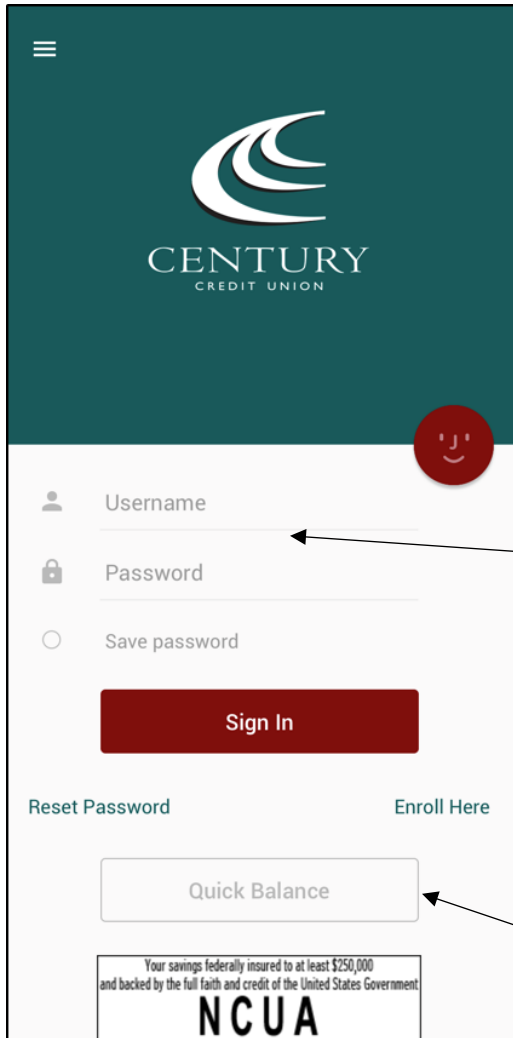 CENTURY
CREDIT UNION
Username
Password
Save password
Sign In
Reset Password Enroll Here
Quick Balance
Your savings federally insured to at least $250,000
and backed by the full faith and credit of the United States Government
NCUA